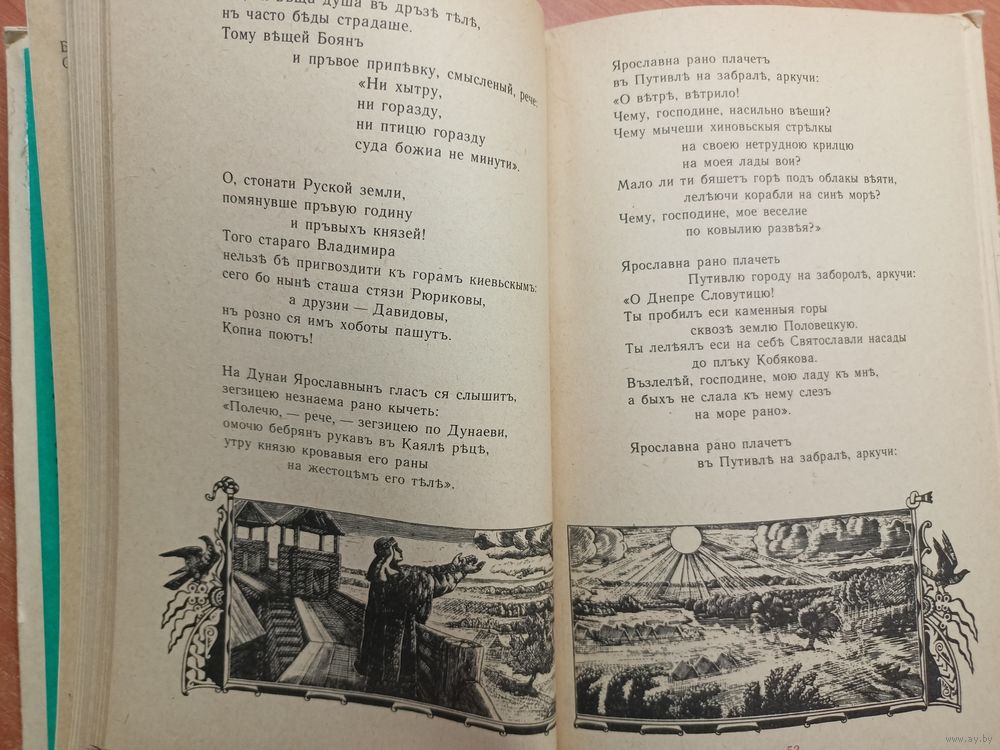 душа въ друзѣ тѣлѣ,
нъ часто бѣды страдаше.
Тому вѣщей Боянъ
и пръвое припѣвку, смысленый, рече:
«Ни хытру,
ни горазду,
ни птицю горазду
суда божиа не минути».
О, стонати Руской земли,
помянувше пръвую годину
и пръвыхъ князей!
Того стараго Владимира
нельзѣ бѣ пригвоздити къ горамъ киевьскымъ:
сего бо нынѣ сташа стязи Рюриковы,
а друзии — Давидовы,
нъ розно ся имъ хоботы пашутъ.
Копиа поютъ!
На Дунаи Ярославнынъ гласъ ся слышитъ,
зегзицею незнаема рано кычеть:
«Полечю, — рече, — зегзицею по Дунаеви,
омочю бебрянъ рукавъ въ Каялѣ рѣцѣ,
утру князю кровавыя его раны
на жестоцѣмъ его тѣлѣ».
Ярославна рано плачетъ
въ Путивлѣ на забралѣ, аркучи:
«О вѣтрѣ, вѣтрило!
Чему, господине, насильно вѣеши?
Чему мычеши хиновьскыя стрѣлкы
на своею нетрудною крилцю
на моея лады вои?
Мало ли ти бяшетъ горѣ подъ облакы вѣяти,
лелѣючи корабли на синѣ морѣ?
Чему, господине, мое веселие
по ковылию развѣя?»
Ярославна рано плачеть
Путивлю городу на заборолѣ, аркучи:
«О Днепре Словутицю!
Ты пробилъ еси каменныя горы
сквозѣ землю Половецкую.
Ты лелѣялъ еси на себѣ Святославли насады
до плъку Кобякова.
Възлелѣй, господине, мою ладу къ мнѣ,
а быхъ не слала къ нему слезъ
на море рано».
Ярославна рано плачетъ
въ Путивлѣ на забралѣ, аркучи:
53
www.ay.by